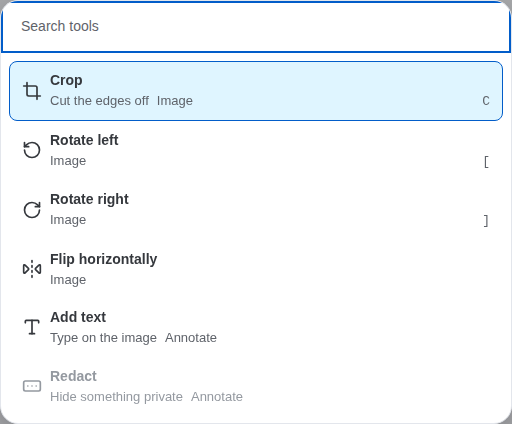 Search tools
Crop
Cut the edges off Image C
Rotate left
Image [
Rotate right
Image ]
Flip horizontally
Image
Add text
Type on the image Annotate
Redact
Hide something private Annotate